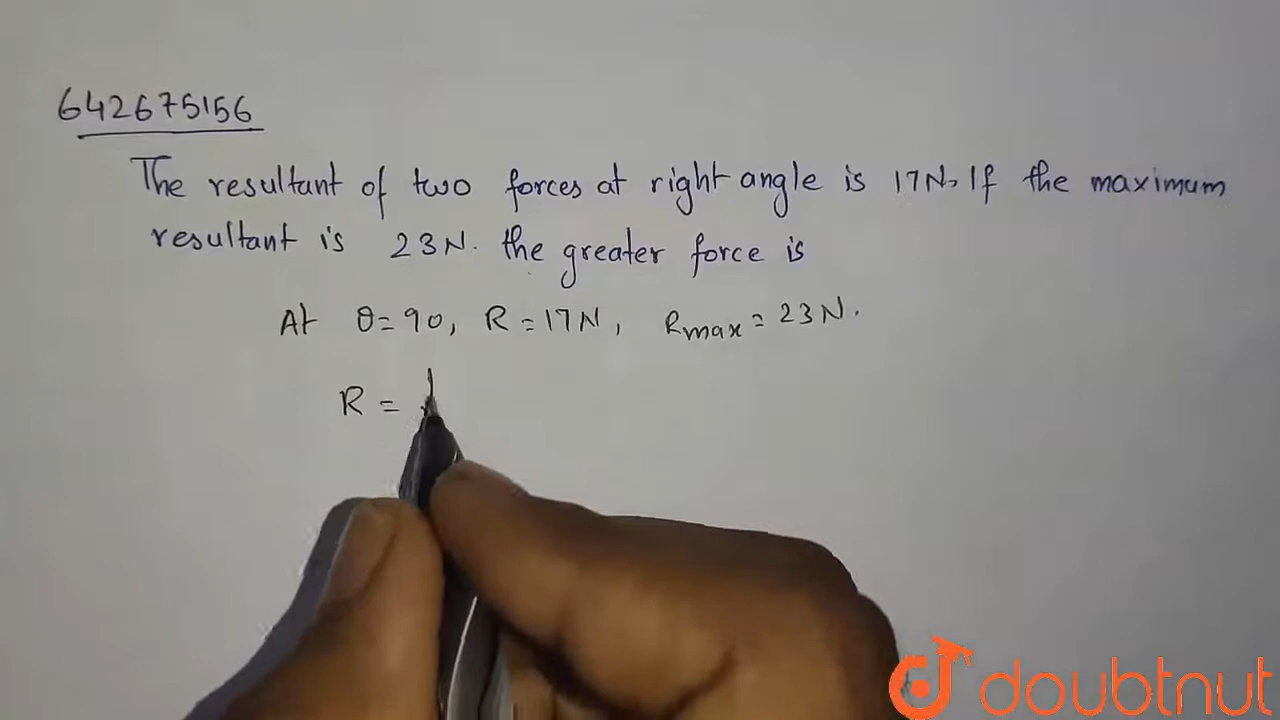 642675156
The resultant of two forces at right angle is 17N. If the maximum
resultant is 23N. the greater force is
At θ=90, R=17N, Rmax=23N.
R =
doubtnut